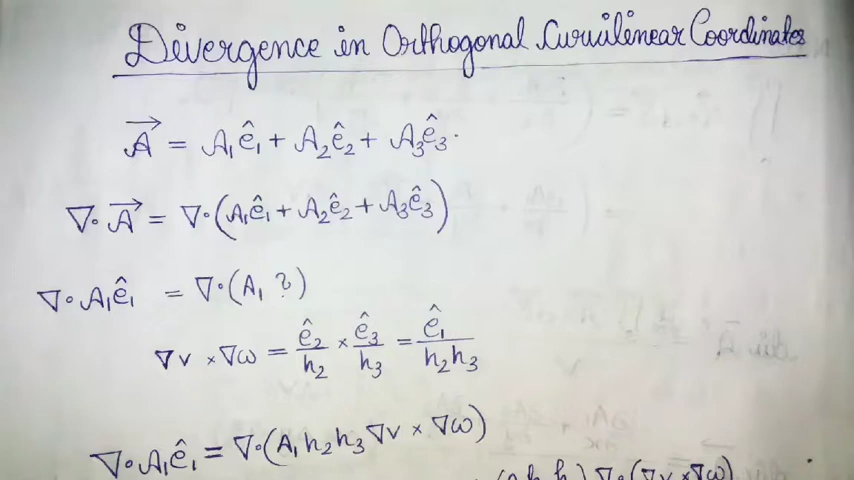 Divergence in Orthogonal Curvilinear Coordinates
A⃗ = A₁ê₁ + A₂ê₂ + A₃ê₃.
∇· A⃗ = ∇·(A₁ê₁ + A₂ê₂ + A₃ê₃)
∇·A₁ê₁ = ∇·(A₁ ?)
∇v × ∇ω = ê₂/h₂ × ê₃/h₃ = ê₁/h₂h₃
∇·A₁ê₁ = ∇·(A₁h₂h₃ ∇v × ∇ω)
∇·(∇v × ∇ω)